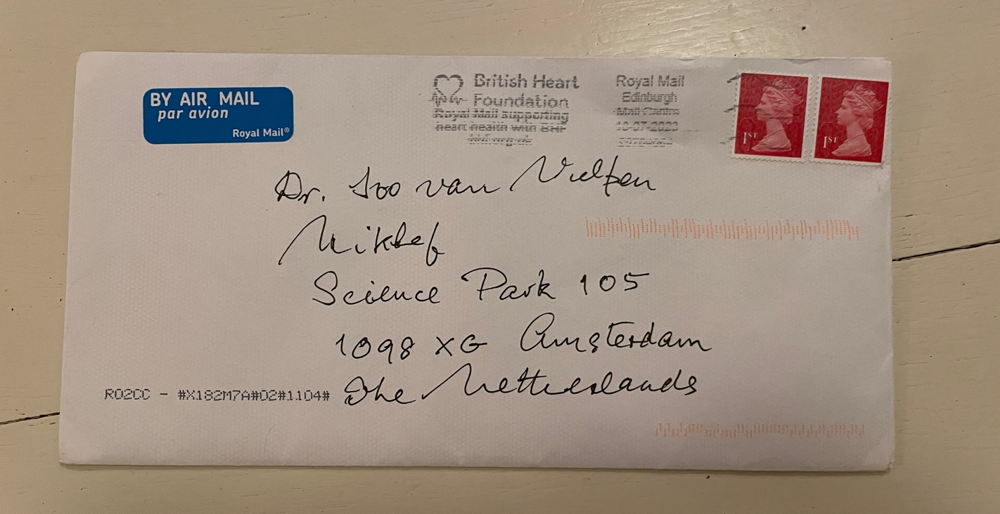 BY AIR MAIL
par avion
Royal Mail®
British Heart
Foundation
Royal Mail supporting
heart health with BHF
bhf.org.uk
Royal Mail
Edinburgh
Mail Centre
10-07-2023
1ST
1ST
Dr. Ivo van Vulpen
Nikhef
Science Park 105
1098 XG Amsterdam
The Netherlands
RO2CC - #X182M7A#02#1104#